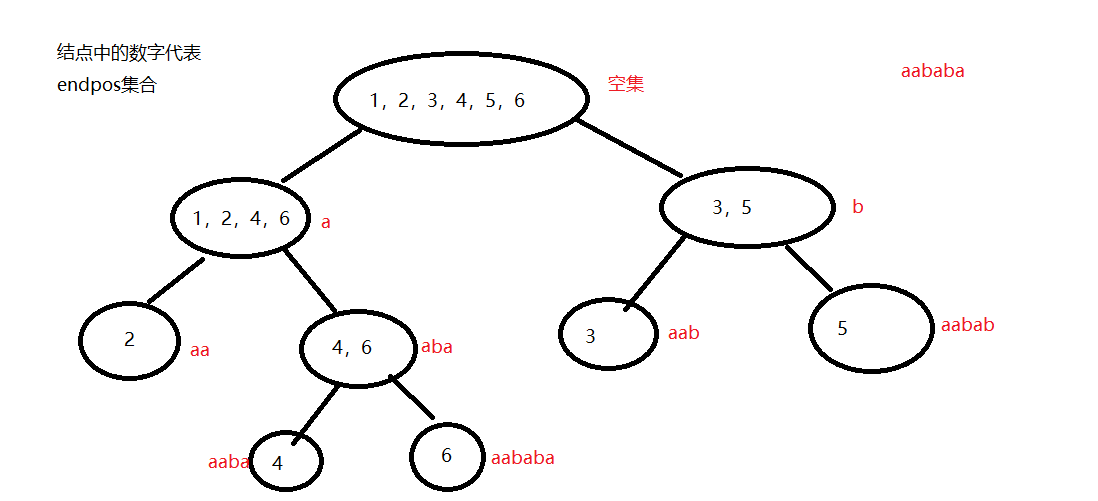 结点中的数字代表
endpos集合
aababa
1, 2, 3, 4, 5, 6
空集
1, 2, 4, 6
a
3, 5
b
2
aa
4, 6
aba
3
aab
5
aabab
aaba
4
6
aababa